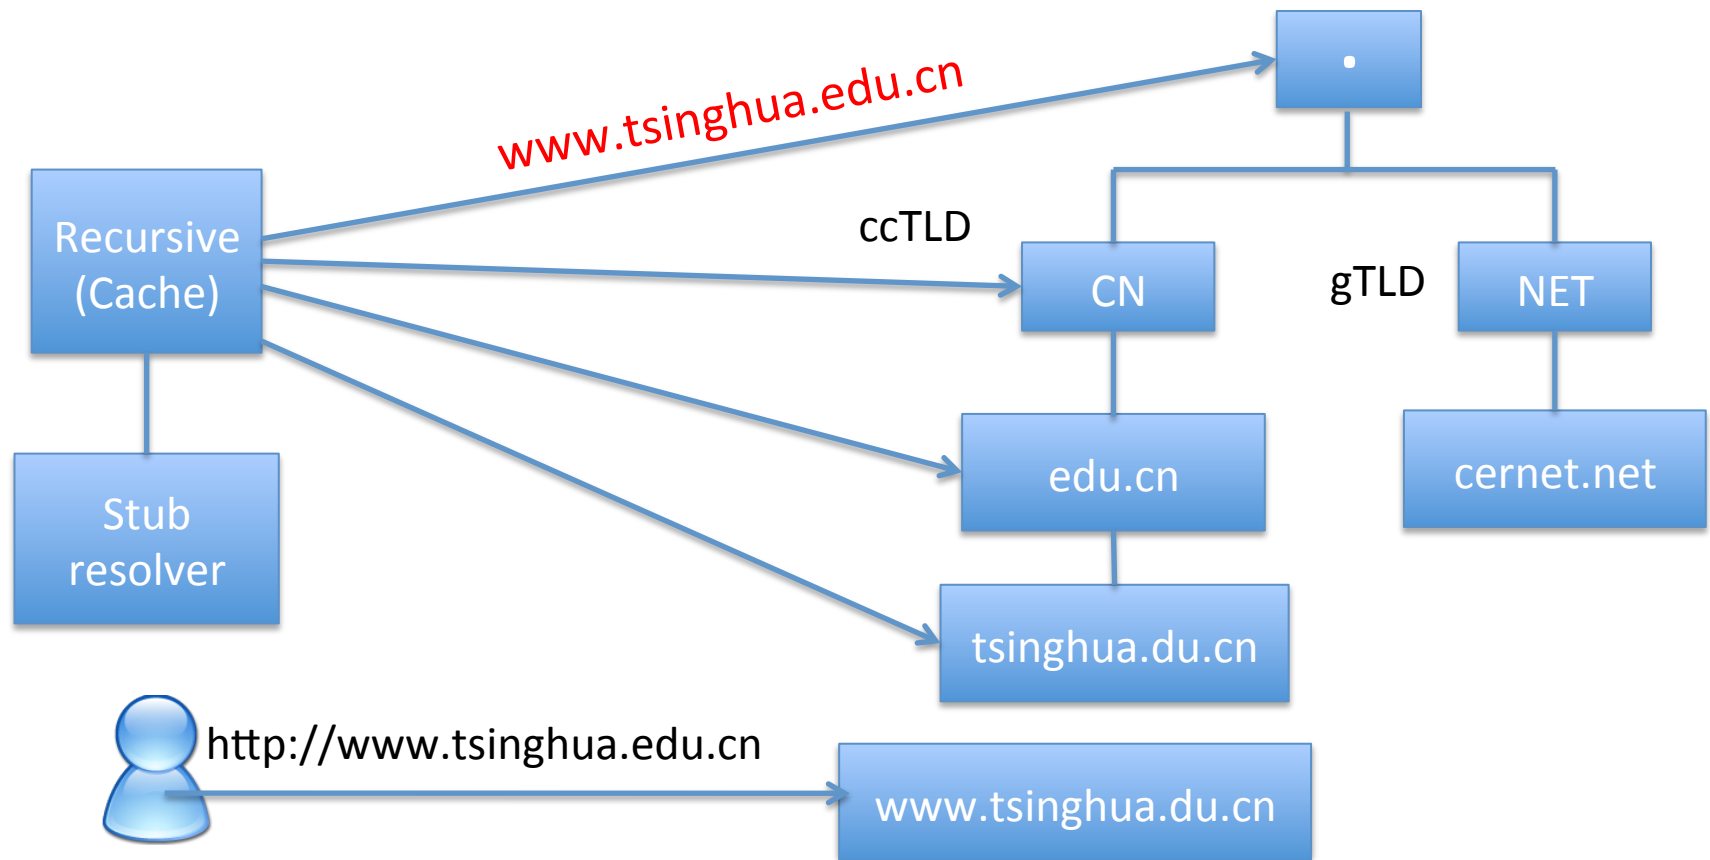 .
www.tsinghua.edu.cn
Recursive
(Cache)
ccTLD
CN
gTLD
NET
Stub
resolver
edu.cn
cernet.net
tsinghua.du.cn
http://www.tsinghua.edu.cn
www.tsinghua.du.cn